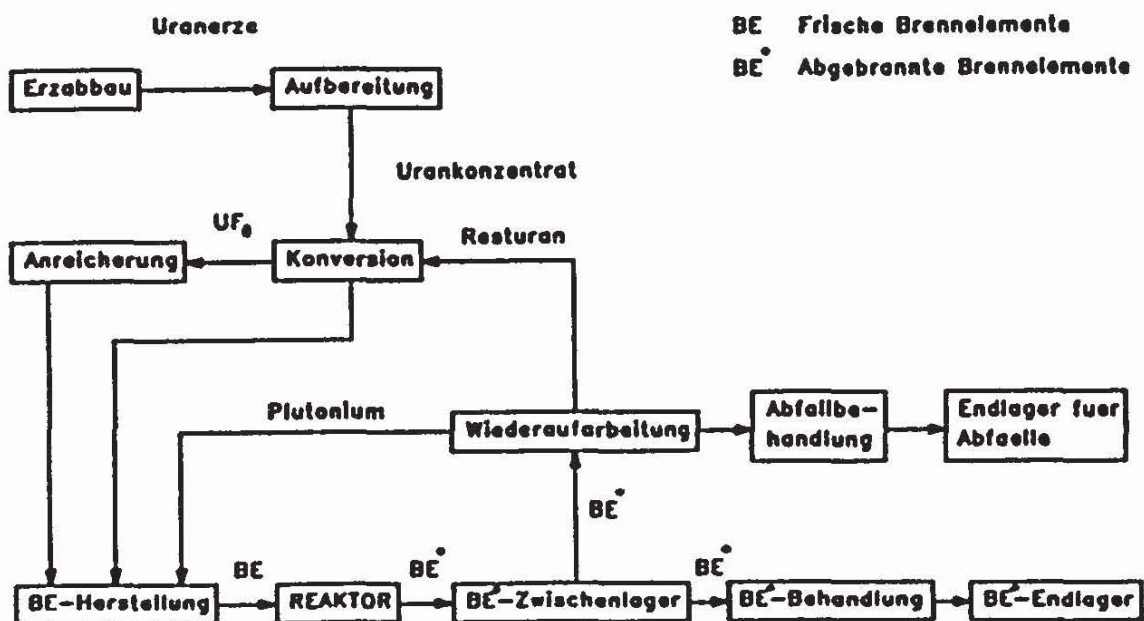 Uranerze
BE Frische Brennelemente
BE* Abgebrannte Brennelemente
Erzabbau
Aufbereitung
Urankonzentrat
UF₆
Resturan
Anreicherung
Konversion
Plutonium
Wiederaufarbeitung
Abfallbe-
handlung
Endlager fuer
Abfaelle
BE*
BE
BE*
BE*
BE-Herstellung
REAKTOR
BE*-Zwischenlager
BE*-Behandlung
BE*-Endlager